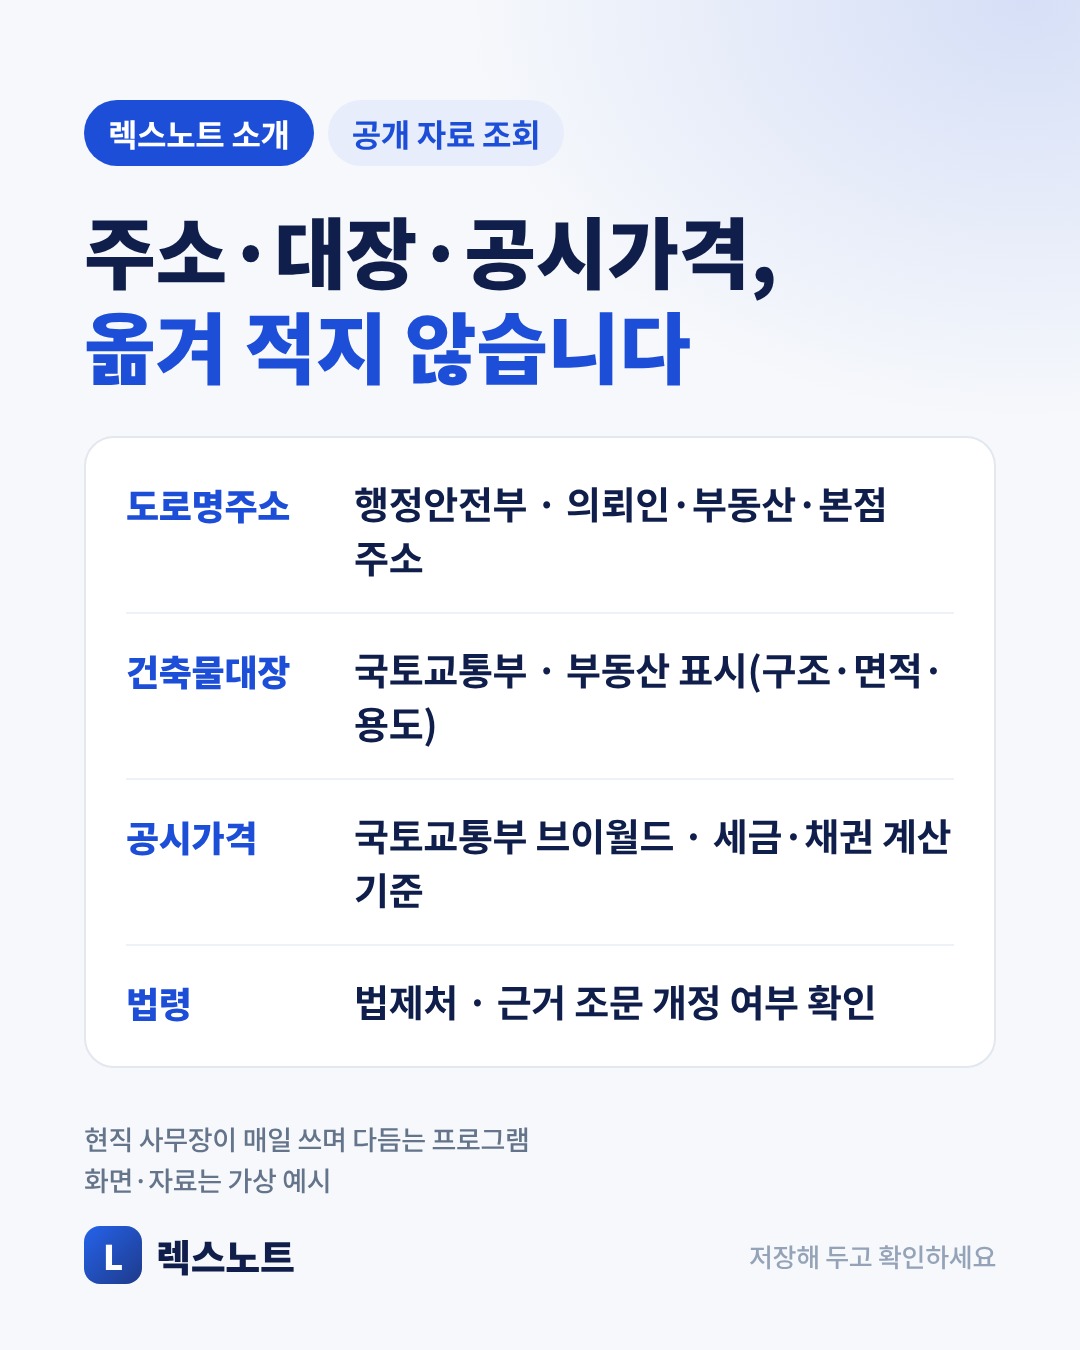 렉스노트 소개
공개 자료 조회
주소·대장·공시가격,
옮겨 적지 않습니다
도로명주소
행정안전부 · 의뢰인·부동산·본점
주소
건축물대장
국토교통부 · 부동산 표시(구조·면적·
용도)
공시가격
국토교통부 브이월드 · 세금·채권 계산
기준
법령
법제처 · 근거 조문 개정 여부 확인
현직 사무장이 매일 쓰며 다듬는 프로그램
화면·자료는 가상 예시
L 렉스노트
저장해 두고 확인하세요